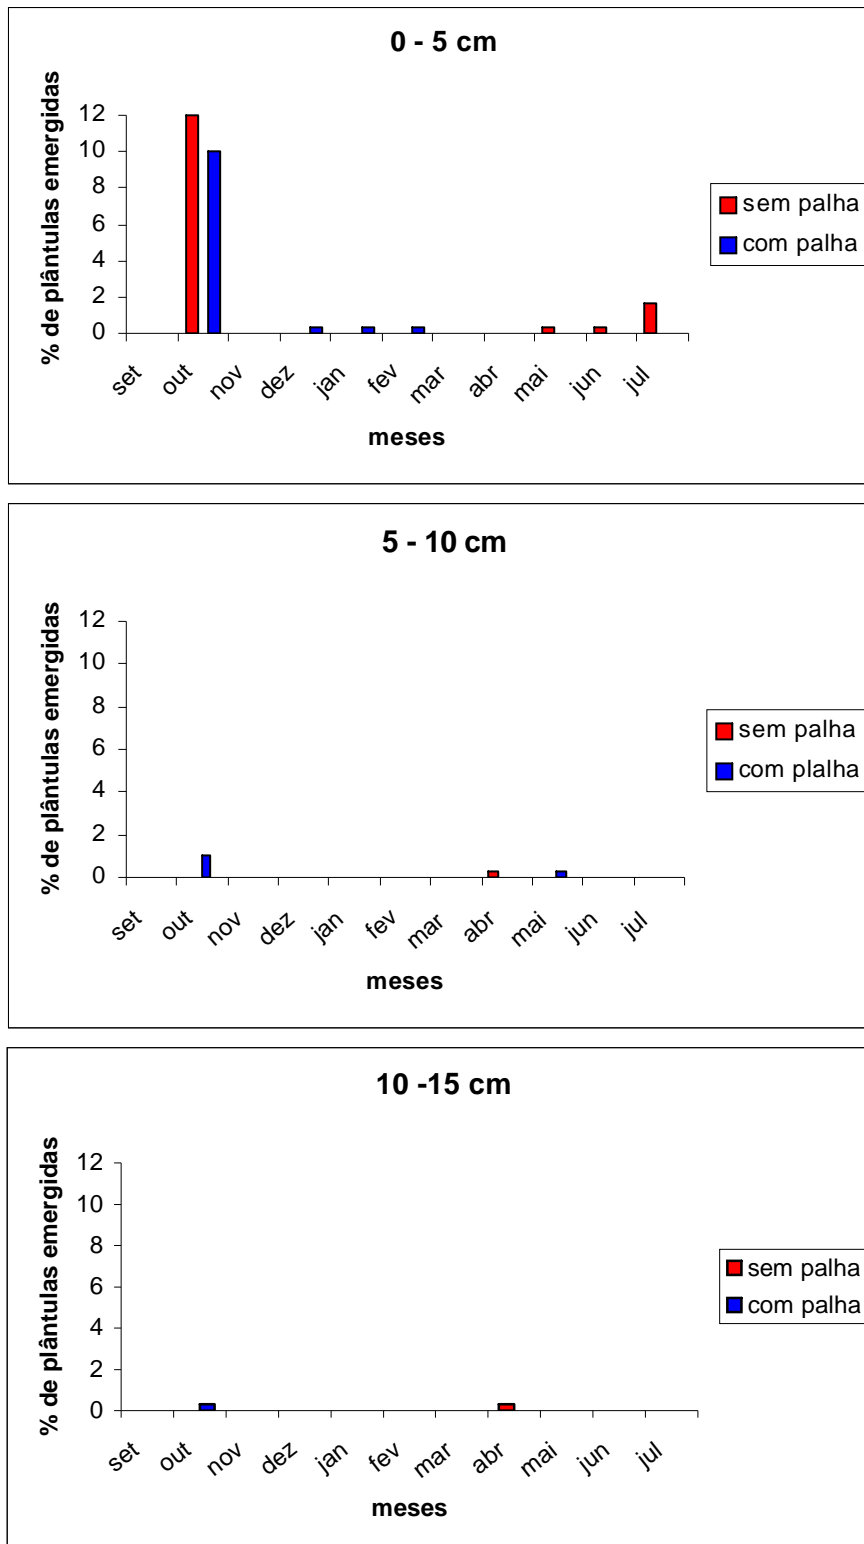 0 - 5 cm
% de plântulas emergidas
12
10
8
6
4
2
0
set out nov dez jan fev mar abr mai jun jul
meses
sem palha
com palha
5 - 10 cm
% de plântulas emergidas
12
10
8
6
4
2
0
set out nov dez jan fev mar abr mai jun jul
meses
sem palha
com plalha
10 -15 cm
% de plântulas emergidas
12
10
8
6
4
2
0
set out nov dez jan fev mar abr mai jun jul
meses
sem palha
com palha